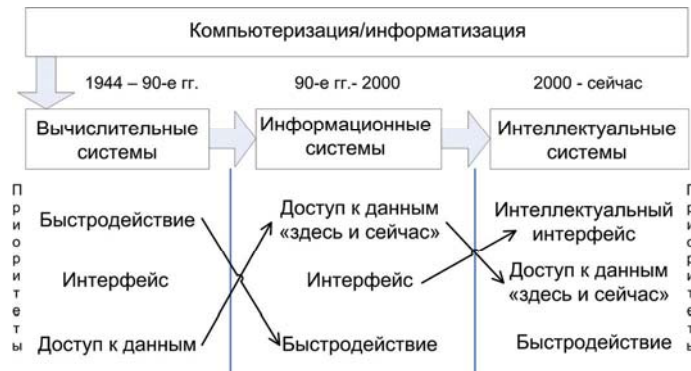 Компьютеризация/информатизация
1944 – 90-е гг.
90-е гг.- 2000
2000 - сейчас
Вычислительные
системы
Информационные
системы
Интеллектуальные
системы
Приоритеты
Быстродействие
Интерфейс
Доступ к данным
Доступ к данным
«здесь и сейчас»
Интерфейс
Быстродействие
Интеллектуальный
интерфейс
Доступ к данным
«здесь и сейчас»
Быстродействие
Приоритеты